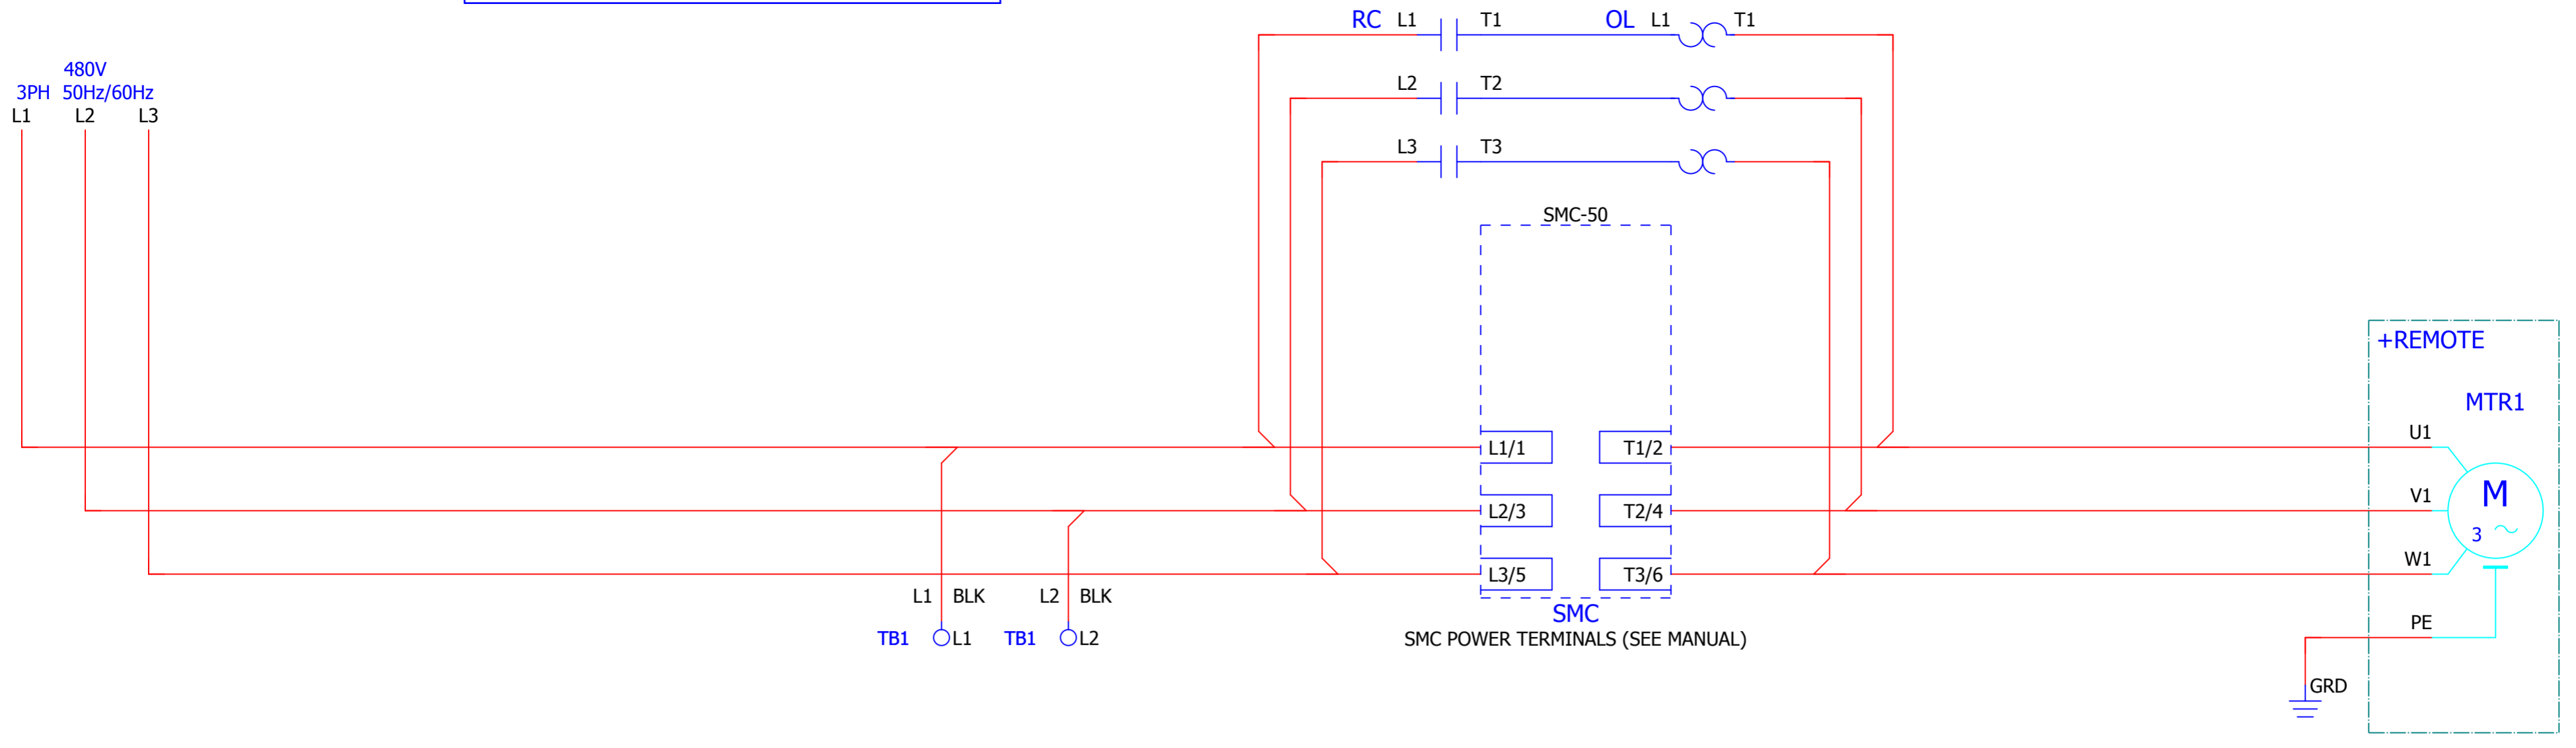 RC L1 T1 OL L1 T1
480V
3PH 50Hz/60Hz
L1 L2 L3
L2 T2
L3 T3
SMC-50
+REMOTE
MTR1
L1/1 T1/2 U1
L2/3 T2/4 V1
M
3
L3/5 T3/6 W1
L1 BLK L2 BLK
SMC
TB1 L1 TB1 L2
SMC POWER TERMINALS (SEE MANUAL)
PE
GRD